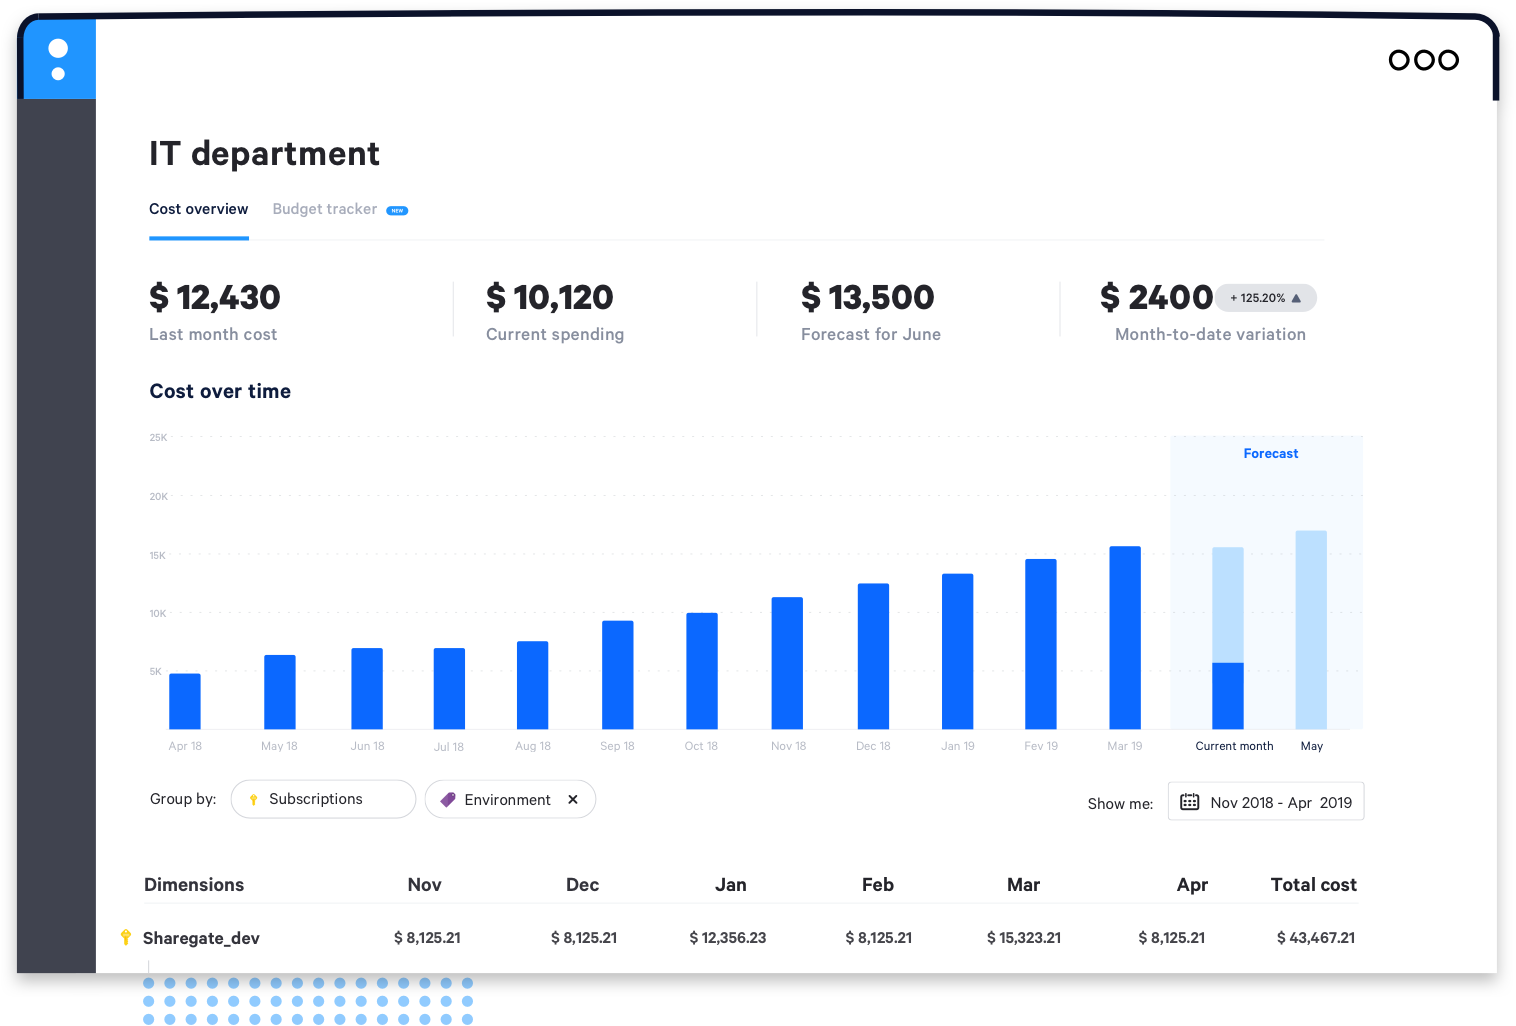 IT department
Cost overview Budget tracker NEW
$ 12,430 $ 10,120 $ 13,500 $ 2400 + 125.20%
Last month cost Current spending Forecast for June Month-to-date variation
Cost over time
25K
Forecast
20K
15K
10K
5K
Apr 18 May 18 Jun 18 Jul 18 Aug 18 Sep 18 Oct 18 Nov 18 Dec 18 Jan 19 Fev 19 Mar 19 Current month May
Group by: Subscriptions Environment Show me: Nov 2018 - Apr 2019
Dimensions Nov Dec Jan Feb Mar Apr Total cost
Sharegate_dev $ 8,125.21 $ 8,125.21 $ 12,356.23 $ 8,125.21 $ 15,323.21 $ 8,125.21 $ 43,467.21